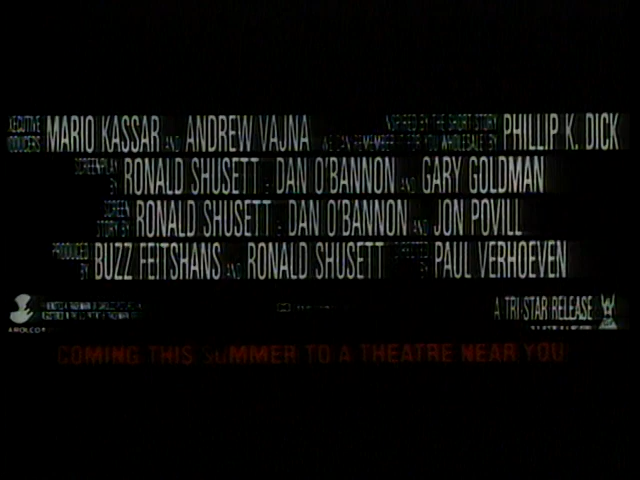 EXECUTIVE PRODUCERS MARIO KASSAR AND ANDREW VAJNA INSPIRED BY THE SHORT STORY WE CAN REMEMBER IT FOR YOU WHOLESALE BY PHILLIP K. DICK
SCREENPLAY BY RONALD SHUSETT & DAN O'BANNON AND GARY GOLDMAN
SCREEN STORY BY RONALD SHUSETT & DAN O'BANNON AND JON POVILL
PRODUCED BY BUZZ FEITSHANS AND RONALD SHUSETT DIRECTED BY PAUL VERHOEVEN
A TRI-STAR RELEASE
CAROLCO
COMING THIS SUMMER TO A THEATRE NEAR YOU